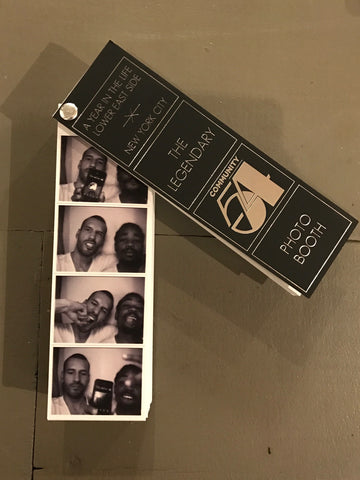 A YEAR IN THE LIFE
LOWER EAST SIDE
NEW YORK CITY
THE
LEGENDARY
COMMUNITY
54
PHOTO
BOOTH